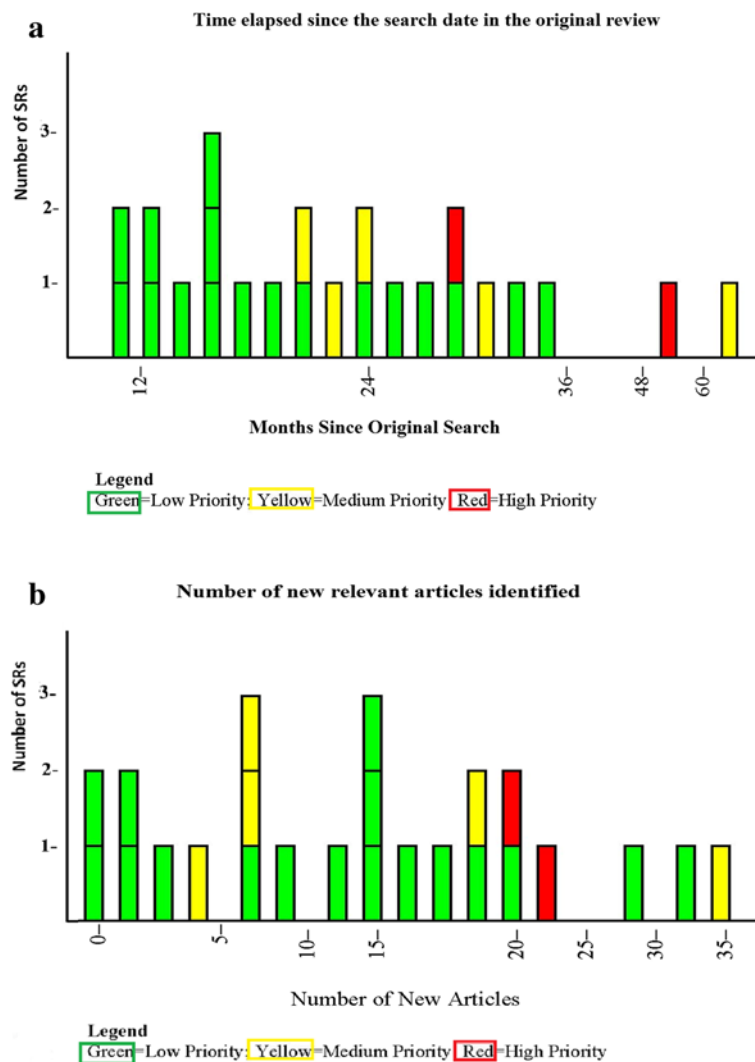 a
Time elapsed since the search date in the original review
Number of SRs
3-
2-
1-
12-
24-
36-
48-
60-
Months Since Original Search
Legend
Green=Low Priority: Yellow=Medium Priority Red=High Priority
b
Number of new relevant articles identified
Number of SRs
3-
2-
1-
0-
5-
10-
15-
20-
25-
30-
35-
Number of New Articles
Legend
Green=Low Priority: Yellow=Medium Priority Red=High Priority